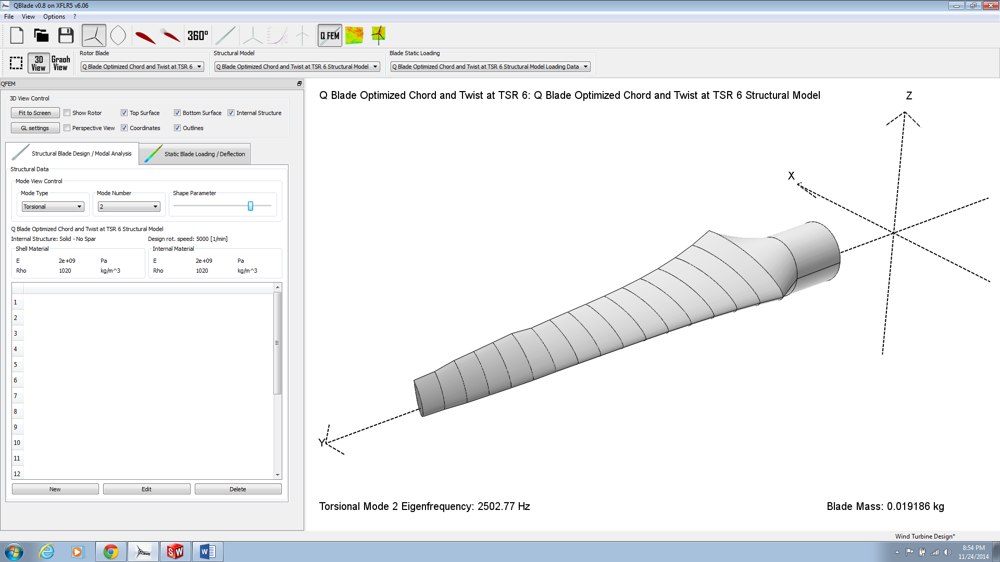 QBlade v0.8 on XFLR5 v6.06
File View Options ?
360°
Q FEM
3D View
Graph View
Rotor Blade
Q Blade Optimized Chord and Twist at TSR 6
Structural Model
Q Blade Optimized Chord and Twist at TSR 6 Structural Model
Blade Static Loading
Q Blade Optimized Chord and Twist at TSR 6 Structural Model Loading Data
QFEM
3D View Control
Fit to Screen Show Rotor Top Surface Bottom Surface Internal Structure
GL settings Perspective View Coordinates Outlines
Structural Blade Design / Modal Analysis
Static Blade Loading / Deflection
Structural Data
Mode View Control
Mode Type Mode Number Shape Parameter
Torsional 2
Q Blade Optimized Chord and Twist at TSR 6 Structural Model
Internal Structure: Solid - No Spar Design rot. speed: 5000 [1/min]
Shell Material
E 2e+09 Pa
Rho 1020 kg/m^3
Internal Material
E 2e+09 Pa
Rho 1020 kg/m^3
1
2
3
4
5
6
7
8
9
10
11
12
New Edit Delete
Q Blade Optimized Chord and Twist at TSR 6: Q Blade Optimized Chord and Twist at TSR 6 Structural Model
Z
X
Y
Torsional Mode 2 Eigenfrequency: 2502.77 Hz
Blade Mass: 0.019186 kg
Wind Turbine Design*
Blade
SW
W
8:54 PM
11/24/2014